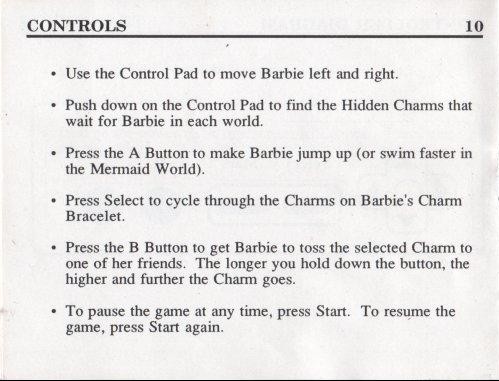 CONTROLS 10
• Use the Control Pad to move Barbie left and right.
• Push down on the Control Pad to find the Hidden Charms that
wait for Barbie in each world.
• Press the A Button to make Barbie jump up (or swim faster in
the Mermaid World).
• Press Select to cycle through the Charms on Barbie's Charm
Bracelet.
• Press the B Button to get Barbie to toss the selected Charm to
one of her friends. The longer you hold down the button, the
higher and further the Charm goes.
• To pause the game at any time, press Start. To resume the
game, press Start again.